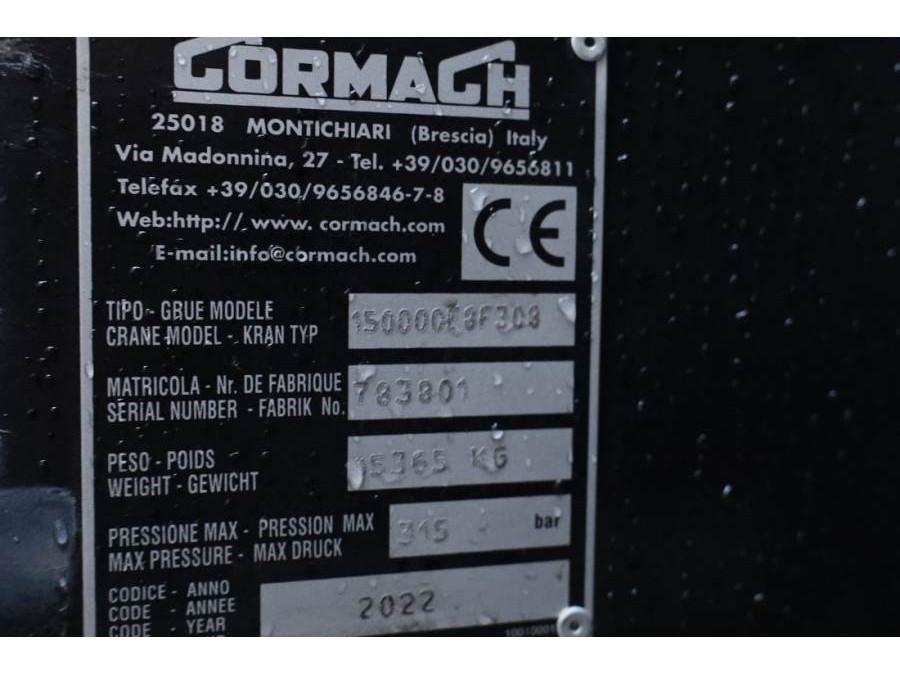 CORMACH
25018 MONTICHIARI (Brescia) Italy
Via Madonnina, 27 - Tel. +39/030/9656811
Telefax +39/030/9656846-7-8
Web:http:// www. cormach.com
E-mail:info@cormach.com
CE
TIPO - GRUE MODELE
CRANE MODEL - KRAN TYP
150000E8F308
MATRICOLA - Nr. DE FABRIQUE
SERIAL NUMBER - FABRIK No.
783801
PESO - POIDS
WEIGHT - GEWICHT
15365 KG
PRESSIONE MAX - PRESSION MAX
MAX PRESSURE - MAX DRUCK
315 bar
CODICE - ANNO
CODE - ANNEE
CODE - YEAR
2022